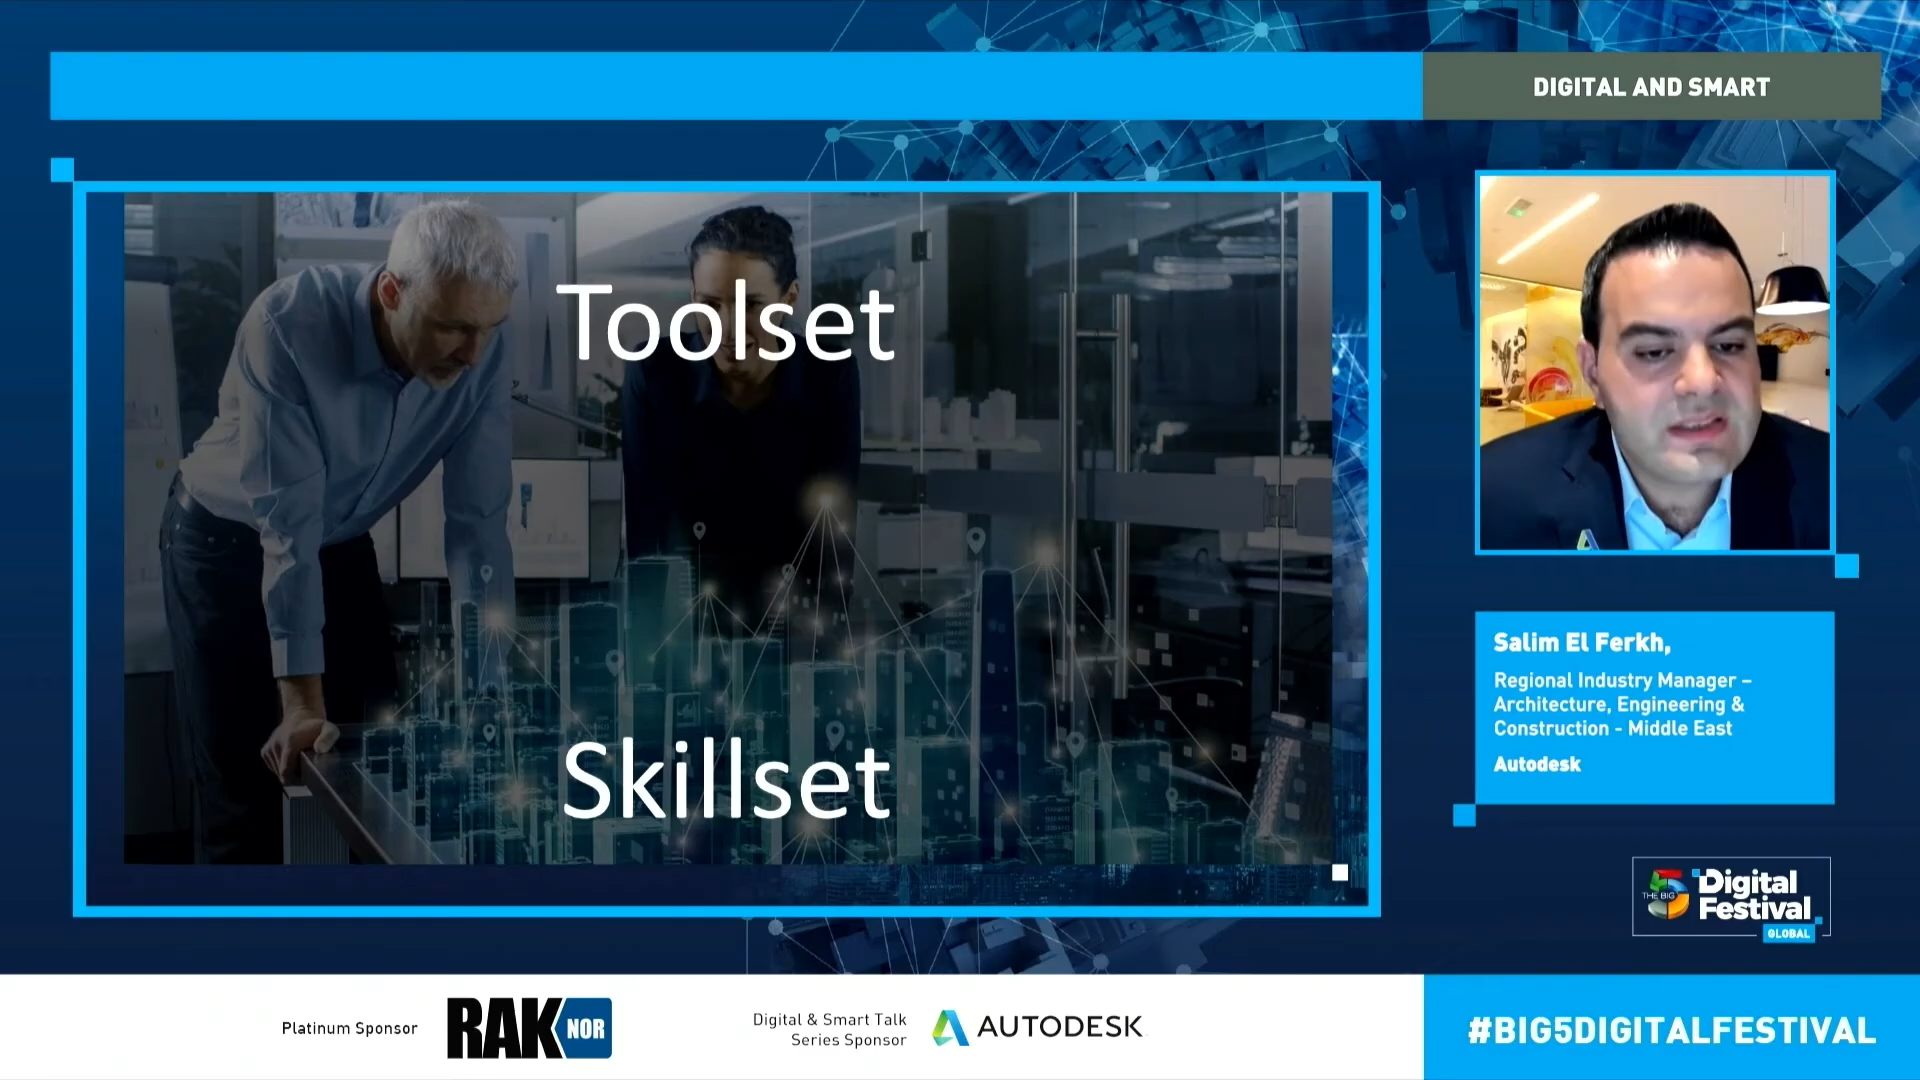 DIGITAL AND SMART
Toolset
Skillset
Salim El Ferkh,
Regional Industry Manager –
Architecture, Engineering &
Construction - Middle East
Autodesk
THE BIG 5 Digital
Festival
GLOBAL
Platinum Sponsor
RAK NOR
Digital & Smart Talk
Series Sponsor
AUTODESK
#BIG5DIGITALFESTIVAL